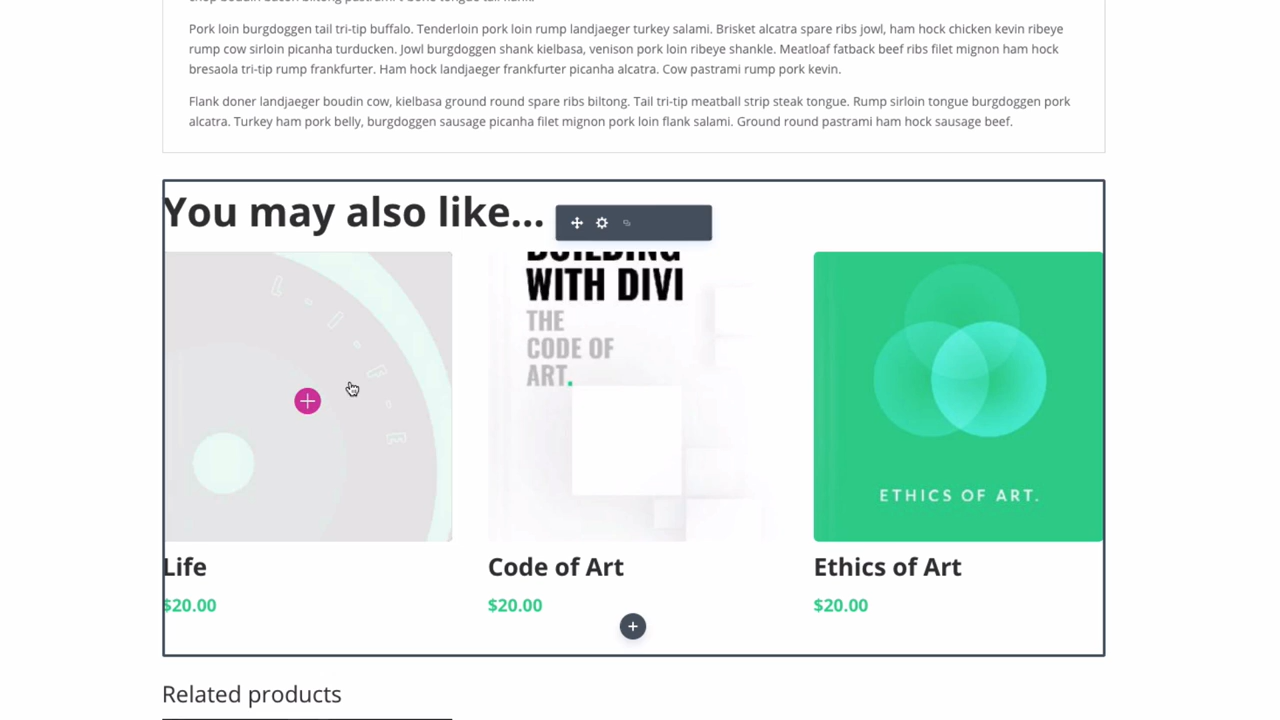 Pork loin burgdoggen tail tri-tip buffalo. Tenderloin pork loin rump landjaeger turkey salami. Brisket alcatra spare ribs jowl, ham hock chicken kevin ribeye
rump cow sirloin picanha turducken. Jowl burgdoggen shank kielbasa, venison pork loin ribeye shankle. Meatloaf fatback beef ribs filet mignon ham hock
bresaola tri-tip rump frankfurter. Ham hock landjaeger frankfurter picanha alcatra. Cow pastrami rump pork kevin.
Flank doner landjaeger boudin cow, kielbasa ground round spare ribs biltong. Tail tri-tip meatball strip steak tongue. Rump sirloin tongue burgdoggen pork
alcatra. Turkey ham pork belly, burgdoggen sausage picanha filet mignon pork loin flank salami. Ground round pastrami ham hock sausage beef.
You may also like...
BUILDING
WITH DIVI
THE
CODE OF
ART.
ETHICS OF ART.
Life
Code of Art
Ethics of Art
$20.00
$20.00
$20.00
Related products